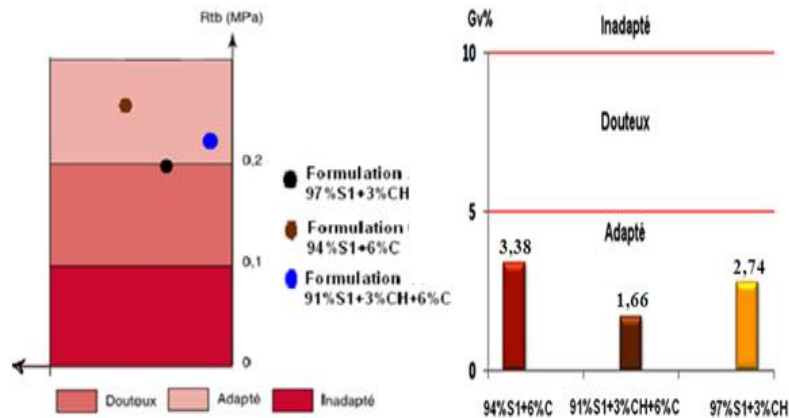 Rtb (MPa)
0,2
0,1
0
Formulation
97%S1+3%CH
Formulation
94%S1+6%C
Formulation
91%S1+3%CH+6%C
Douteux
Adapté
Inadapté
Gv%
Inadapté
10
Douteux
5
Adapté
3,38
1,66
2,74
0
94%S1+6%C
91%S1+3%CH+6%C
97%S1+3%CH